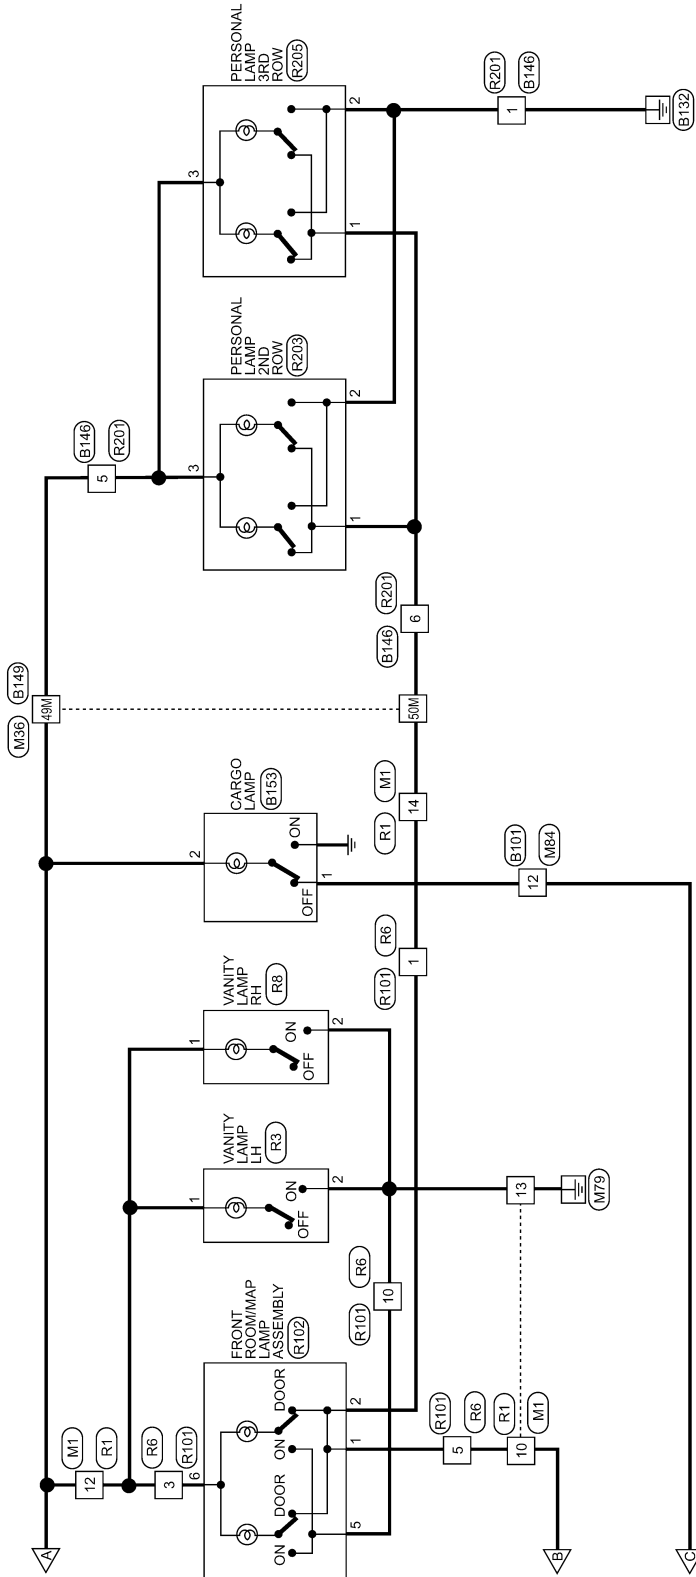 A
M36
B149
49M
M1
12
R1
B146
5
R201
R6
3
R101
6
1
1
2
3
3
FRONT
ROOM/MAP
LAMP
ASSEMBLY
R102
VANITY
LAMP
LH
R3
VANITY
LAMP
RH
R8
CARGO
LAMP
B153
PERSONAL
LAMP
2ND
ROW
R203
PERSONAL
LAMP
3RD
ROW
R205
ON
DOOR
ON
DOOR
OFF
ON
OFF
ON
OFF
ON
5
1
2
2
2
1
1
2
1
2
R101
R6
10
R101
R6
1
R1
M1
14
50M
B146
R201
6
R101
5
R6
R1
10
M1
13
M79
B101
12
M84
R201
1
B146
B132
B
C